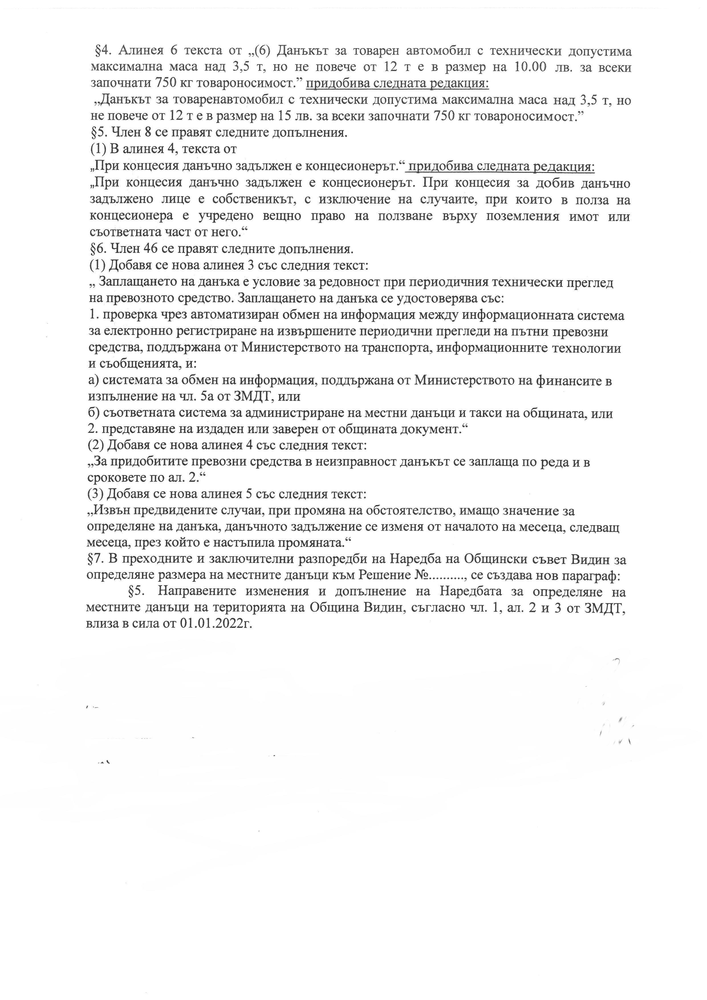 §4. Алинея 6 текста от „(6) Данъкът за товарен автомобил с технически допустима
максимална маса над 3,5 т, но не повече от 12 т е в размер на 10.00 лв. за всеки
започнати 750 кг товароносимост.” придобива следната редакция:
„Данъкът за товаренавтомобил с технически допустима максимална маса над 3,5 т, но
не повече от 12 т е в размер на 15 лв. за всеки започнати 750 кг товароносимост.”
§5. Член 8 се правят следните допълнения.
(1) В алинея 4, текста от
„При концесия данъчно задължен е концесионерът.“ придобива следната редакция:
„При концесия данъчно задължен е концесионерът. При концесия за добив данъчно
задължено лице е собственикът, с изключение на случаите, при които в полза на
концесионера е учредено вещно право на ползване върху поземления имот или
съответната част от него.“
§6. Член 46 се правят следните допълнения.
(1) Добавя се нова алинея 3 със следния текст:
„ Заплащането на данъка е условие за редовност при периодичния технически преглед
на превозното средство. Заплащането на данъка се удостоверява със:
1. проверка чрез автоматизиран обмен на информация между информационната система
за електронно регистриране на извършените периодични прегледи на пътни превозни
средства, поддържана от Министерството на транспорта, информационните технологии
и съобщенията, и:
а) системата за обмен на информация, поддържана от Министерството на финансите в
изпълнение на чл. 5а от ЗМДТ, или
б) съответната система за администриране на местни данъци и такси на общината, или
2. представяне на издаден или заверен от общината документ.“
(2) Добавя се нова алинея 4 със следния текст:
„За придобитите превозни средства в неизправност данъкът се заплаща по реда и в
сроковете по ал. 2.“
(3) Добавя се нова алинея 5 със следния текст:
„Извън предвидените случаи, при промяна на обстоятелство, имащо значение за
определяне на данъка, данъчното задължение се изменя от началото на месеца, следващ
месеца, през който е настъпила промяната.“
§7. В преходните и заключителни разпоредби на Наредба на Общински съвет Видин за
определяне размера на местните данъци към Решение №.........., се създава нов параграф:
§5. Направените изменения и допълнение на Наредбата за определяне на
местните данъци на територията на Община Видин, съгласно чл. 1, ал. 2 и 3 от ЗМДТ,
влиза в сила от 01.01.2022г.